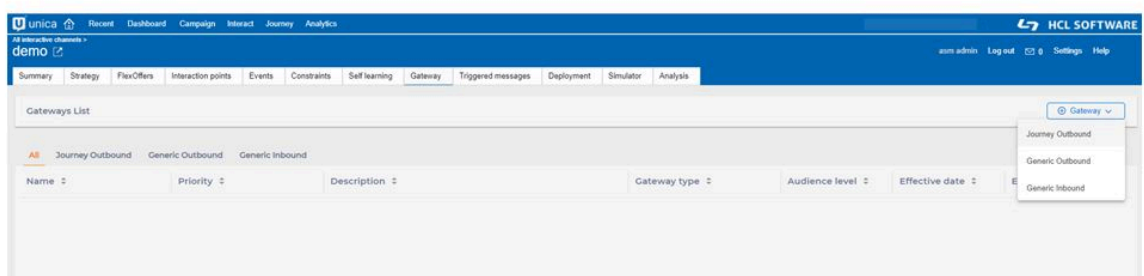 unica Recent Dashboard Campaign Interact Journey Analytics HCL SOFTWARE
All interactive channels >
demo asm admin Log out 0 Settings Help
Summary Strategy FlexOffers Interaction points Events Constraints Self learning Gateway Triggered messages Deployment Simulator Analysis
Gateways List Gateway
Journey Outbound
All Journey Outbound Generic Outbound Generic Inbound
Generic Outbound
Name Priority Description Gateway type Audience level Effective date E
Generic Inbound